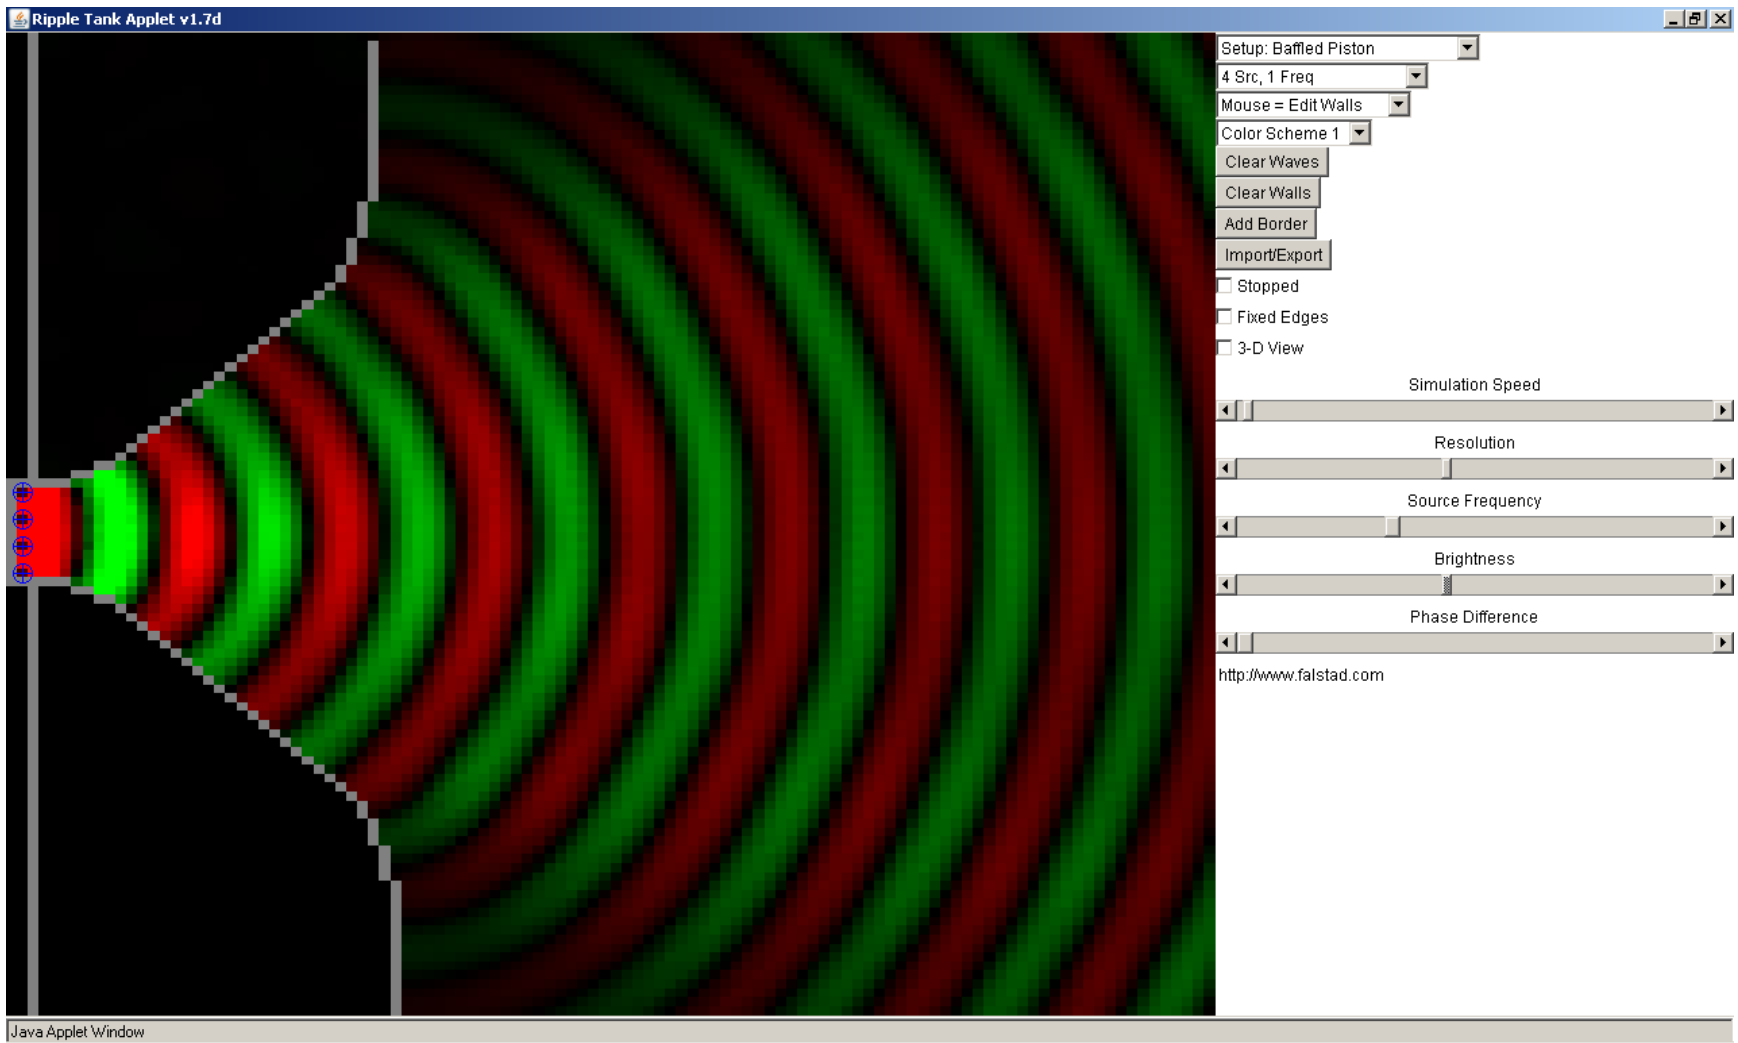 Ripple Tank Applet v1.7d
Setup: Baffled Piston
4 Src, 1 Freq
Mouse = Edit Walls
Color Scheme 1
Clear Waves
Clear Walls
Add Border
Import/Export
Stopped
Fixed Edges
3-D View
Simulation Speed
Resolution
Source Frequency
Brightness
Phase Difference
http://www.falstad.com
Java Applet Window